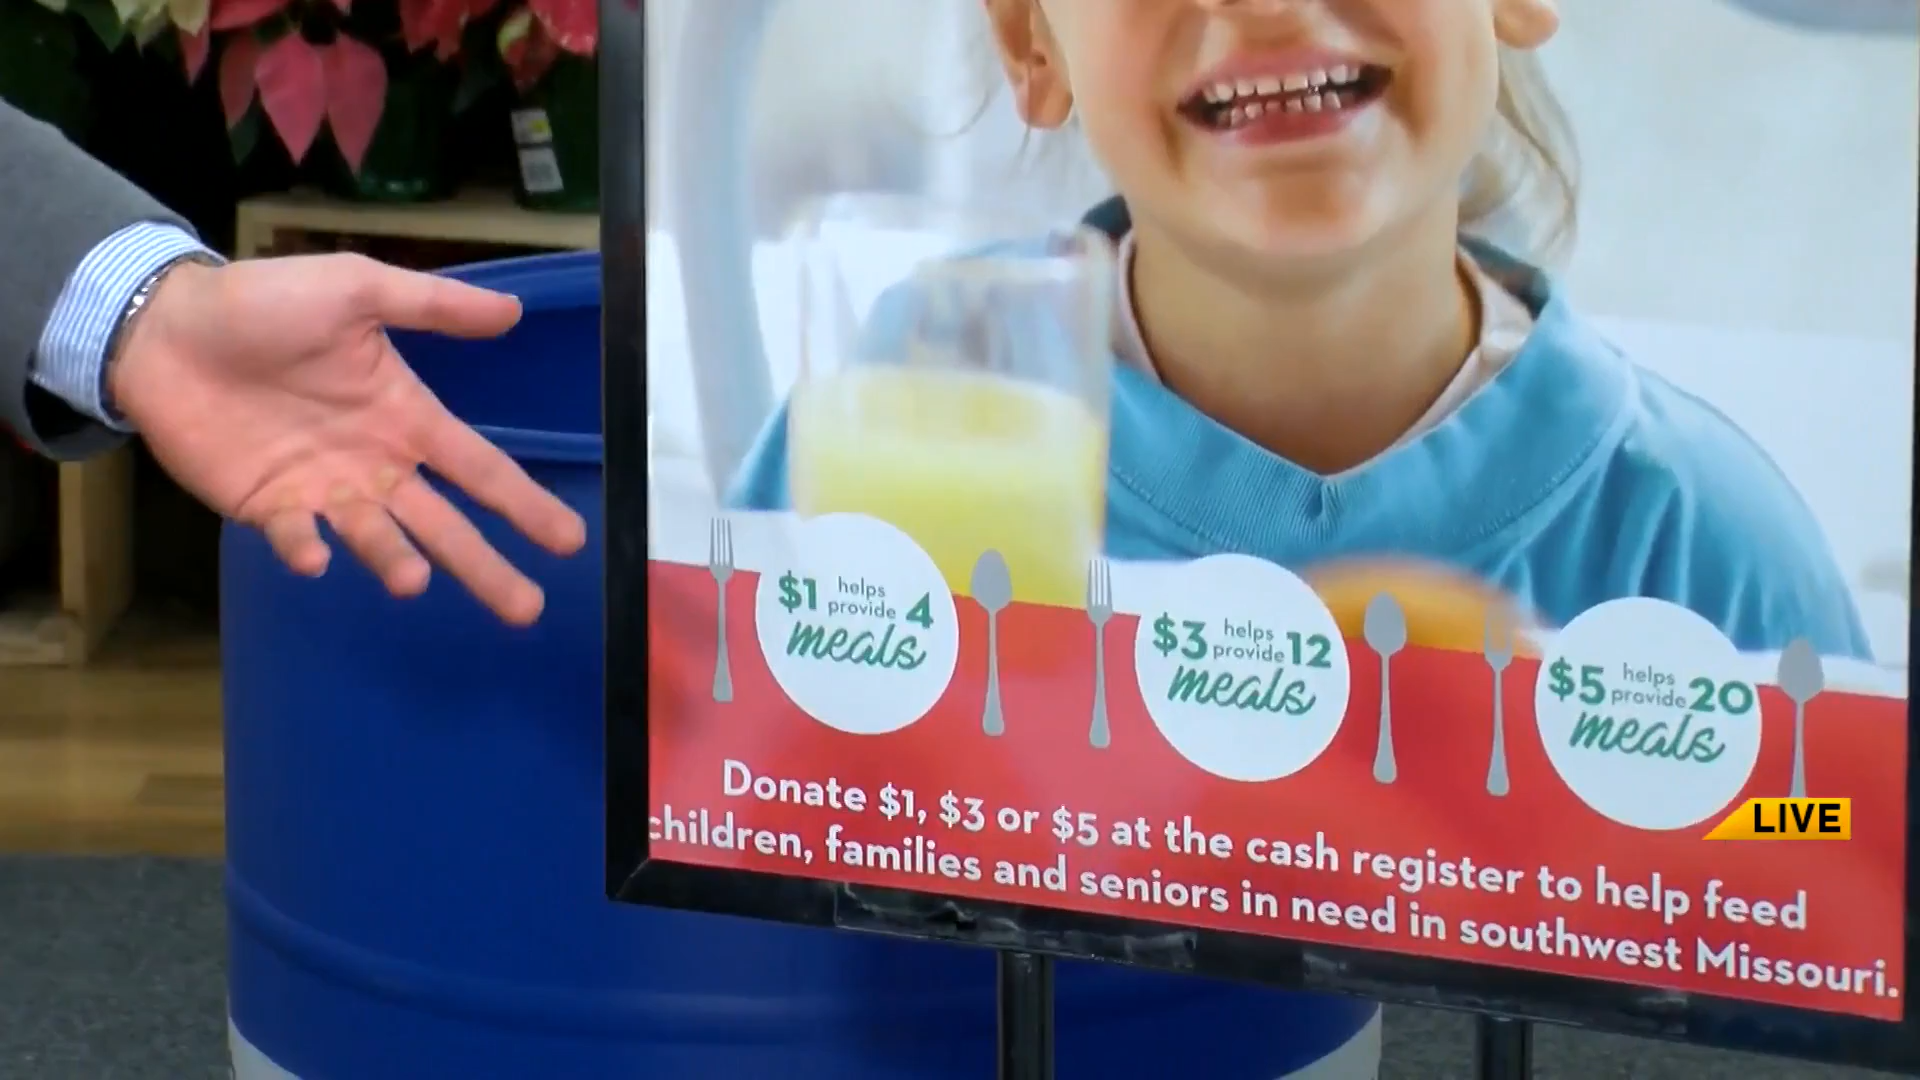 $1 helps provide 4 meals
$3 helps provide 12 meals
$5 helps provide 20 meals
Donate $1, $3 or $5 at the cash register to help feed
children, families and seniors in need in southwest Missouri.
LIVE